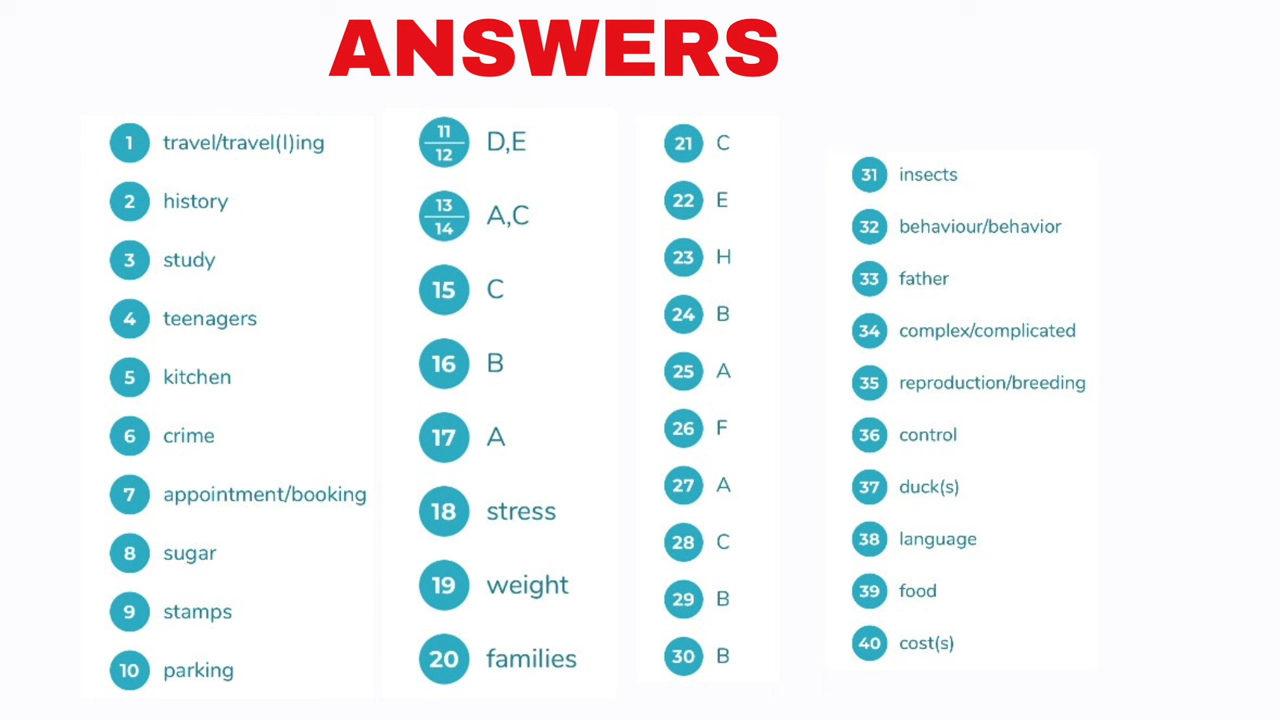 ANSWERS
1 travel/travel(l)ing
2 history
3 study
4 teenagers
5 kitchen
6 crime
7 appointment/booking
8 sugar
9 stamps
10 parking
11
12 D,E
13
14 A,C
15 C
16 B
17 A
18 stress
19 weight
20 families
21 C
22 E
23 H
24 B
25 A
26 F
27 A
28 C
29 B
30 B
31 insects
32 behaviour/behavior
33 father
34 complex/complicated
35 reproduction/breeding
36 control
37 duck(s)
38 language
39 food
40 cost(s)